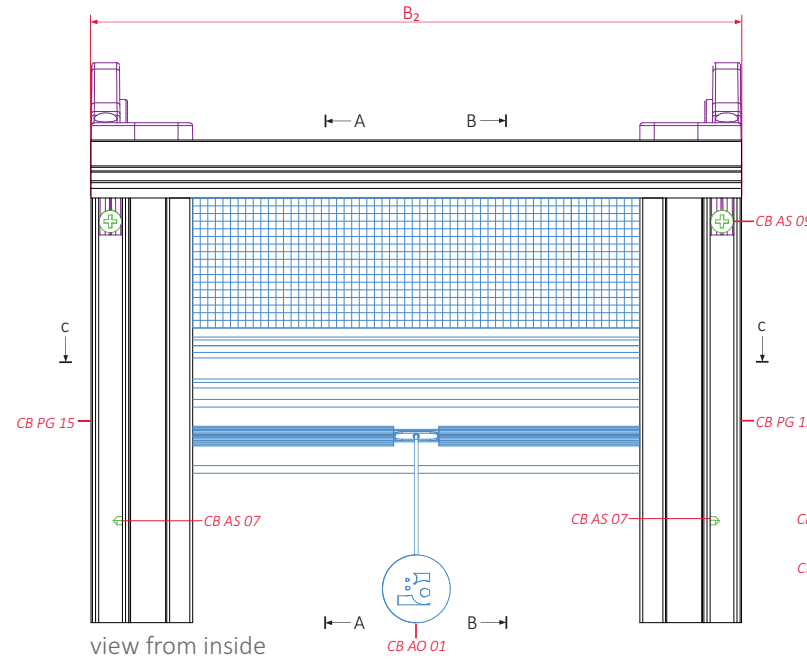 B₂
A
B
CB AS 09
C
C
CB PG 15
CB PG 1
CB AS 07
CB AS 07
C
C
A
B
view from inside
CB AO 01